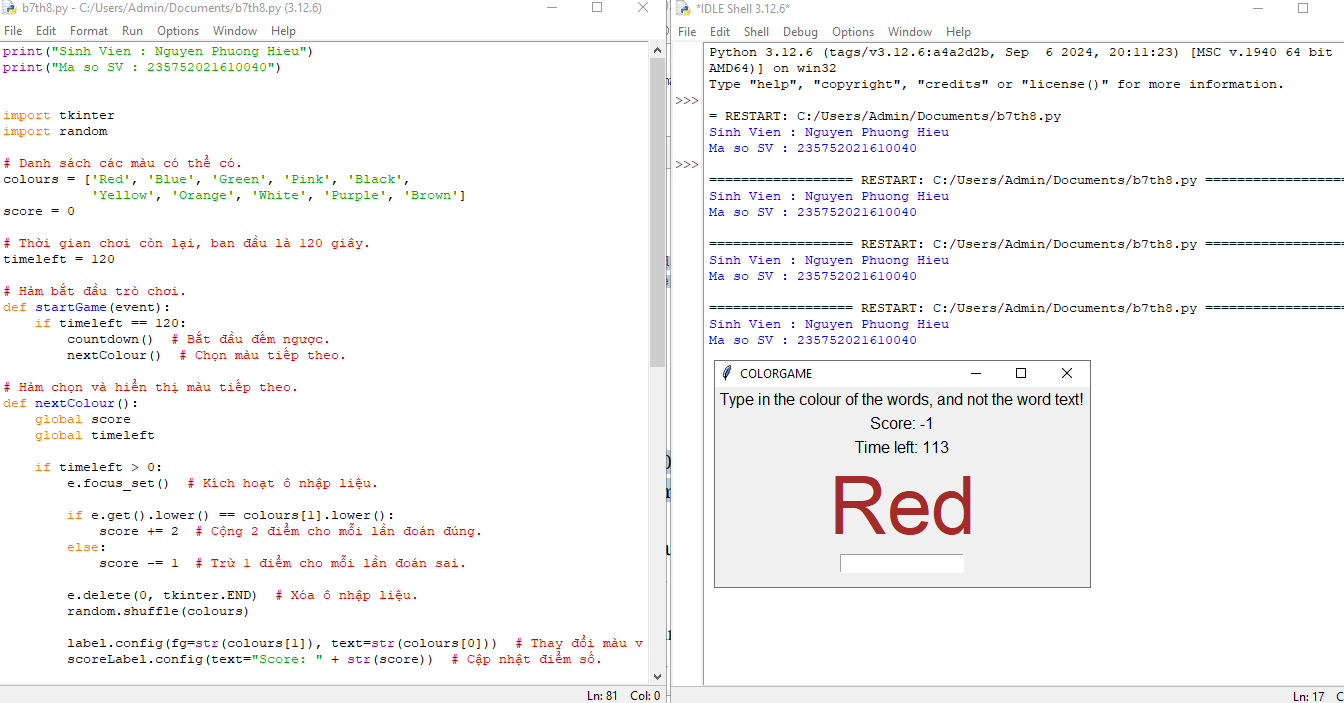 b7th8.py - C:/Users/Admin/Documents/b7th8.py (3.12.6)
File Edit Format Run Options Window Help
print("Sinh Vien : Nguyen Phuong Hieu")
print("Ma so SV : 235752021610040")
import tkinter
import random
# Danh sách các màu có thể có.
colours = ['Red', 'Blue', 'Green', 'Pink', 'Black',
'Yellow', 'Orange', 'White', 'Purple', 'Brown']
score = 0
# Thời gian chơi còn lại, ban đầu là 120 giây.
timeleft = 120
# Hàm bắt đầu trò chơi.
def startGame(event):
if timeleft == 120:
countdown()  # Bắt đầu đếm ngược.
nextColour()  # Chọn màu tiếp theo.
# Hàm chọn và hiển thị màu tiếp theo.
def nextColour():
global score
global timeleft
if timeleft > 0:
e.focus_set()  # Kích hoạt ô nhập liệu.
if e.get().lower() == colours[1].lower():
score += 2  # Cộng 2 điểm cho mỗi lần đoán đúng.
else:
score -= 1  # Trừ 1 điểm cho mỗi lần đoán sai.
e.delete(0, tkinter.END)  # Xóa ô nhập liệu.
random.shuffle(colours)
label.config(fg=str(colours[1]), text=str(colours[0]))  # Thay đổi màu v
scoreLabel.config(text="Score: " + str(score))  # Cập nhật điểm số.
Ln: 81 Col: 0
*IDLE Shell 3.12.6*
File Edit Shell Debug Options Window Help
Python 3.12.6 (tags/v3.12.6:a4a2d2b, Sep  6 2024, 20:11:23) [MSC v.1940 64 bit
AMD64)] on win32
Type "help", "copyright", "credits" or "license()" for more information.
>>>
= RESTART: C:/Users/Admin/Documents/b7th8.py
Sinh Vien : Nguyen Phuong Hieu
Ma so SV : 235752021610040
>>>
================== RESTART: C:/Users/Admin/Documents/b7th8.py ==================
Sinh Vien : Nguyen Phuong Hieu
Ma so SV : 235752021610040
================== RESTART: C:/Users/Admin/Documents/b7th8.py ==================
Sinh Vien : Nguyen Phuong Hieu
Ma so SV : 235752021610040
================== RESTART: C:/Users/Admin/Documents/b7th8.py ==================
Sinh Vien : Nguyen Phuong Hieu
Ma so SV : 235752021610040
COLORGAME
Type in the colour of the words, and not the word text!
Score: -1
Time left: 113
Red
Ln: 17 C